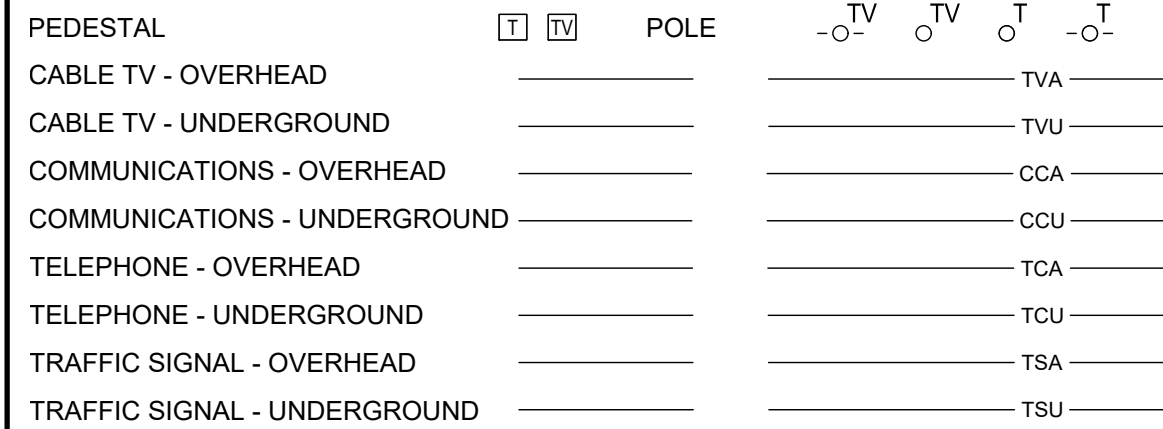 PEDESTAL T TV POLE TV TV T T
CABLE TV - OVERHEAD TVA
CABLE TV - UNDERGROUND TVU
COMMUNICATIONS - OVERHEAD CCA
COMMUNICATIONS - UNDERGROUND CCU
TELEPHONE - OVERHEAD TCA
TELEPHONE - UNDERGROUND TCU
TRAFFIC SIGNAL - OVERHEAD TSA
TRAFFIC SIGNAL - UNDERGROUND TSU